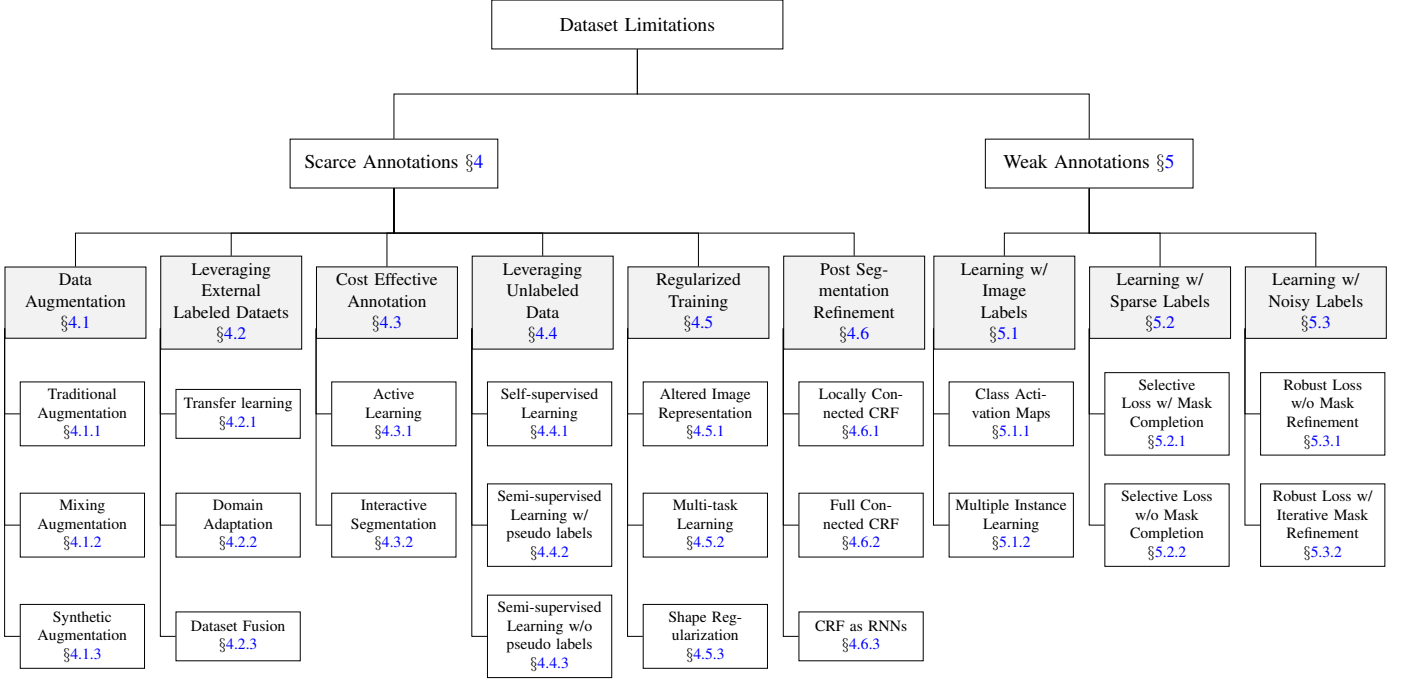 Dataset Limitations
Scarce Annotations §4
Weak Annotations §5
Data
Augmentation
§4.1
Leveraging
External
Labeled Dataets
§4.2
Cost Effective
Annotation
§4.3
Leveraging
Unlabeled
Data
§4.4
Regularized
Training
§4.5
Post Seg-
mentation
Refinement
§4.6
Learning w/
Image
Labels
§5.1
Learning w/
Sparse Labels
§5.2
Learning w/
Noisy Labels
§5.3
Traditional
Augmentation
§4.1.1
Transfer learning
§4.2.1
Active
Learning
§4.3.1
Self-supervised
Learning
§4.4.1
Altered Image
Representation
§4.5.1
Locally Con-
nected CRF
§4.6.1
Class Acti-
vation Maps
§5.1.1
Selective
Loss w/ Mask
Completion
§5.2.1
Robust Loss
w/o Mask
Refinement
§5.3.1
Mixing
Augmentation
§4.1.2
Domain
Adaptation
§4.2.2
Interactive
Segmentation
§4.3.2
Semi-supervised
Learning w/
pseudo labels
§4.4.2
Multi-task
Learning
§4.5.2
Full Con-
nected CRF
§4.6.2
Multiple Instance
Learning
§5.1.2
Selective Loss
w/o Mask
Completion
§5.2.2
Robust Loss w/
Iterative Mask
Refinement
§5.3.2
Synthetic
Augmentation
§4.1.3
Dataset Fusion
§4.2.3
Semi-supervised
Learning w/o
pseudo labels
§4.4.3
Shape Reg-
ularization
§4.5.3
CRF as RNNs
§4.6.3